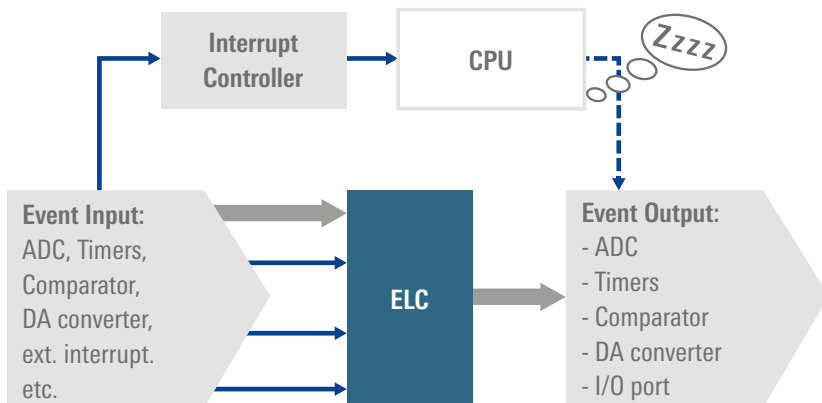 Interrupt
Controller
CPU
Zzzz
Event Input:
ADC, Timers,
Comparator,
DA converter,
ext. interrupt.
etc.
ELC
Event Output:
- ADC
- Timers
- Comparator
- DA converter
- I/O port